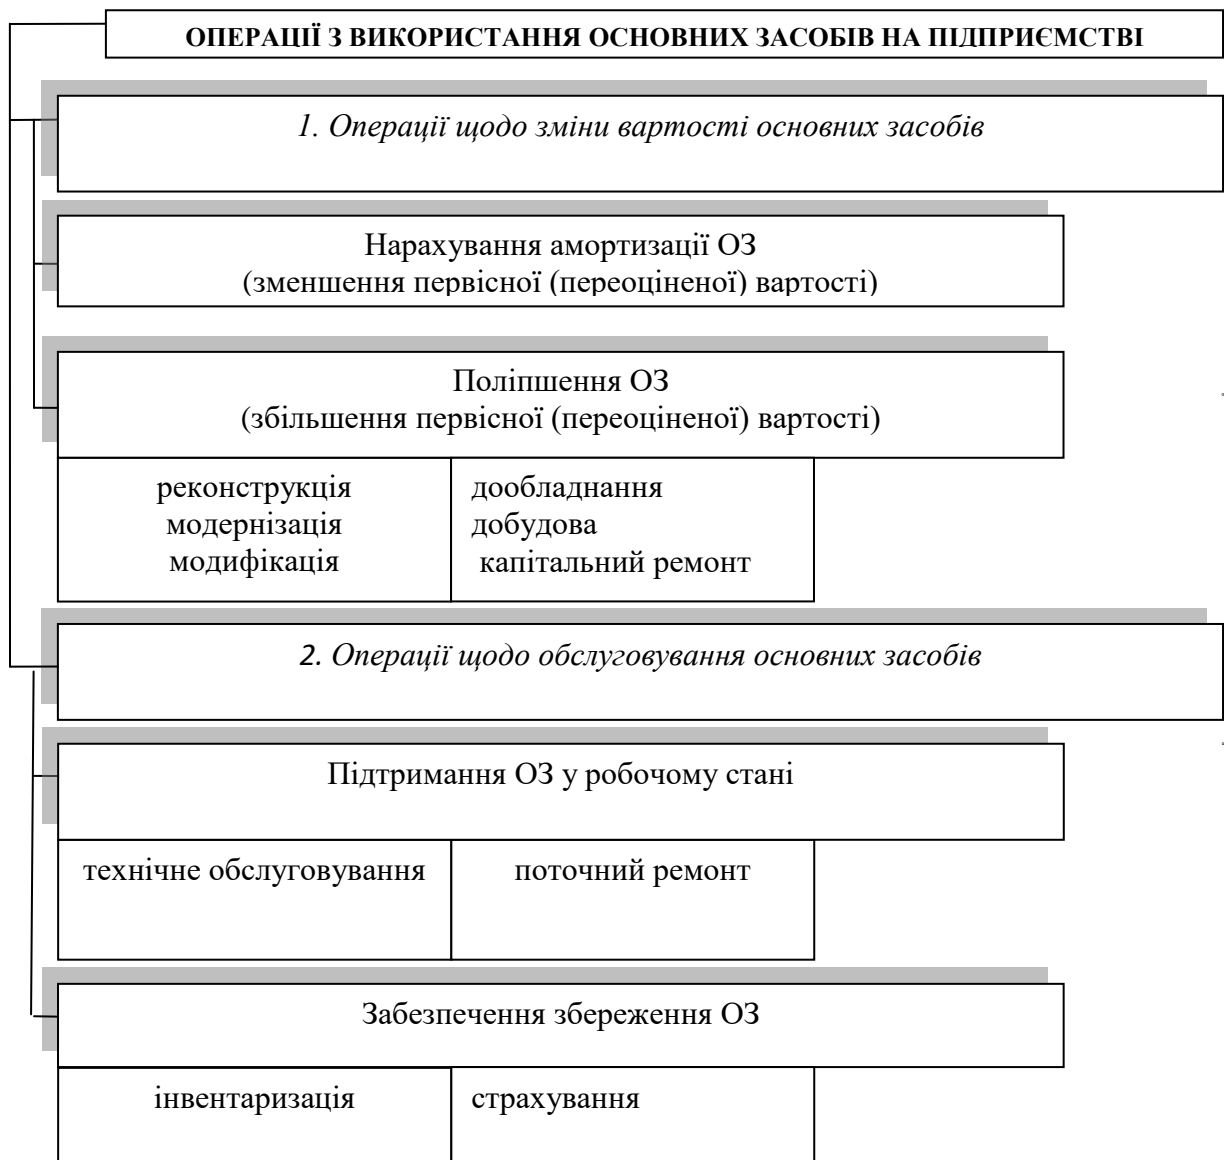 ОПЕРАЦІЇ З ВИКОРИСТАННЯ ОСНОВНИХ ЗАСОБІВ НА ПІДПРИЄМСТВІ
1. Операції щодо зміни вартості основних засобів
Нарахування амортизації ОЗ
(зменшення первісної (переоціненої) вартості)
Поліпшення ОЗ
(збільшення первісної (переоціненої) вартості)
реконструкція
модернізація
модифікація
дообладнання
добудова
капітальний ремонт
2. Операції щодо обслуговування основних засобів
Підтримання ОЗ у робочому стані
технічне обслуговування
поточний ремонт
Забезпечення збереження ОЗ
інвентаризація
страхування